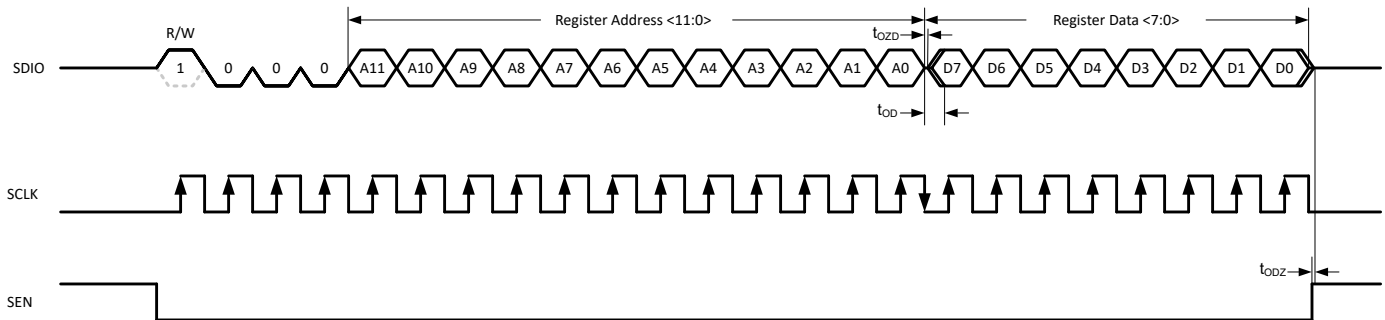 Register Address <11:0> Register Data <7:0>
R/W tOZD
SDIO 1 0 0 0 A11 A10 A9 A8 A7 A6 A5 A4 A3 A2 A1 A0 D7 D6 D5 D4 D3 D2 D1 D0
tOD
SCLK
tODZ
SEN